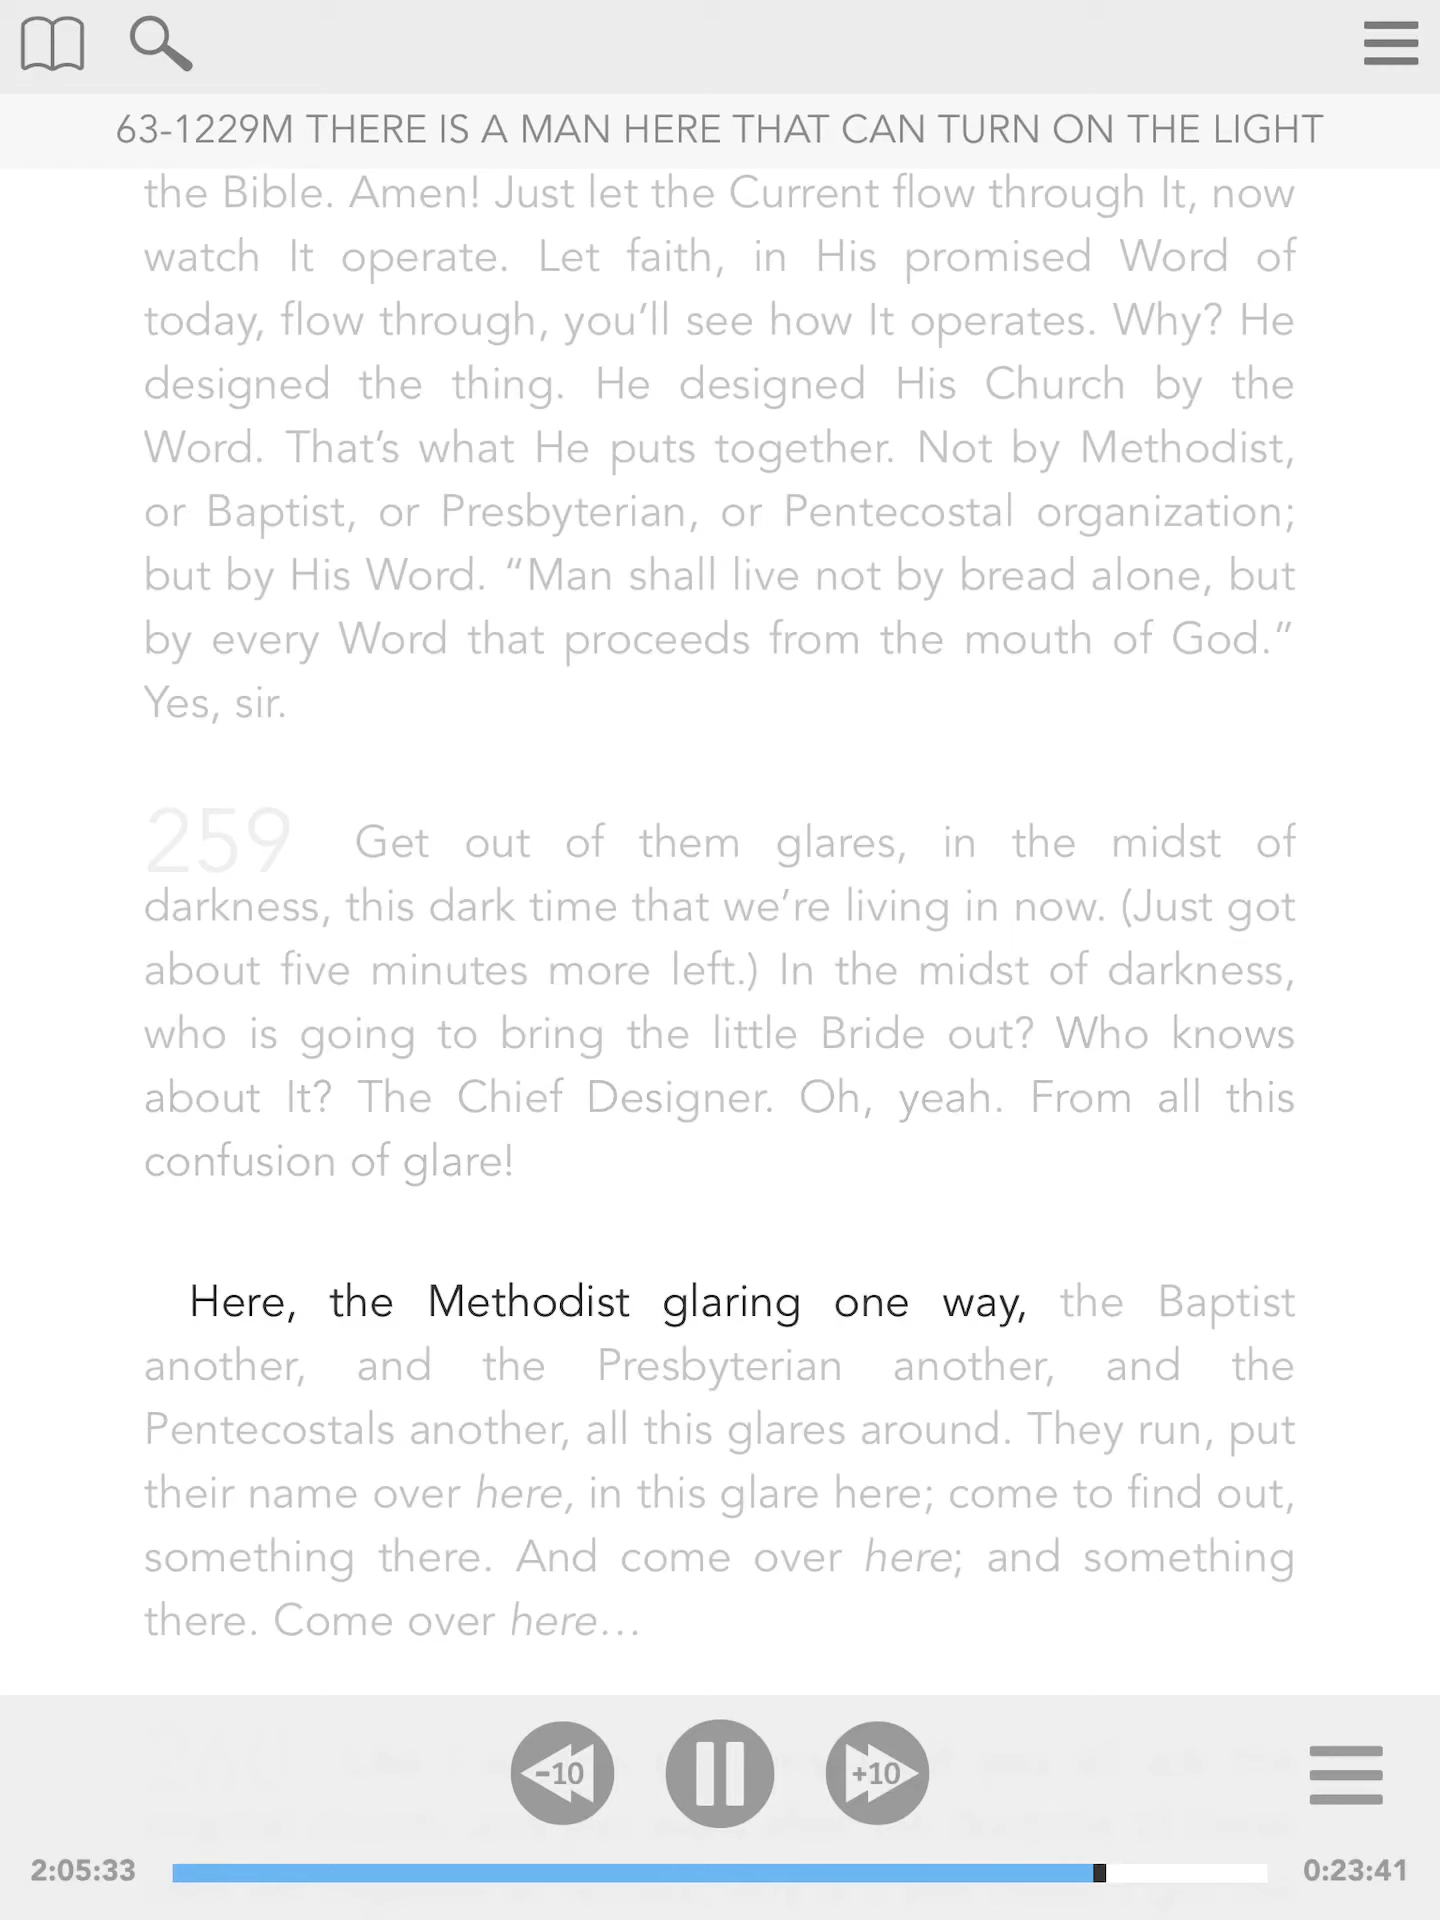 63-1229M THERE IS A MAN HERE THAT CAN TURN ON THE LIGHT
the Bible. Amen! Just let the Current flow through It, now
watch It operate. Let faith, in His promised Word of
today, flow through, you’ll see how It operates. Why? He
designed the thing. He designed His Church by the
Word. That’s what He puts together. Not by Methodist,
or Baptist, or Presbyterian, or Pentecostal organization;
but by His Word. “Man shall live not by bread alone, but
by every Word that proceeds from the mouth of God.”
Yes, sir.
259 Get out of them glares, in the midst of
darkness, this dark time that we’re living in now. (Just got
about five minutes more left.) In the midst of darkness,
who is going to bring the little Bride out? Who knows
about It? The Chief Designer. Oh, yeah. From all this
confusion of glare!
Here, the Methodist glaring one way, the Baptist
another, and the Presbyterian another, and the
Pentecostals another, all this glares around. They run, put
their name over here, in this glare here; come to find out,
something there. And come over here; and something
there. Come over here…
-10 +10
2:05:33 0:23:41